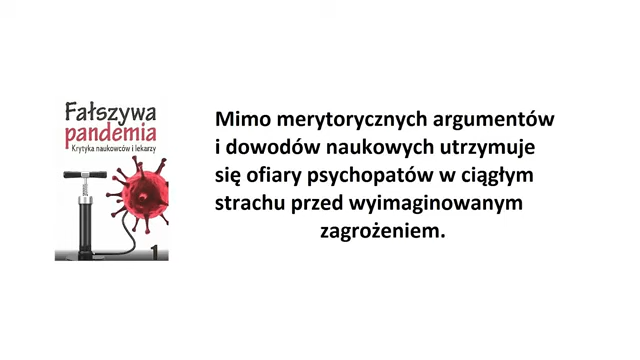 Fałszywa
pandemia
Krytyka naukowców i lekarzy
1
Mimo merytorycznych argumentów
i dowodów naukowych utrzymuje
się ofiary psychopatów w ciągłym
strachu przed wyimaginowanym
zagrożeniem.